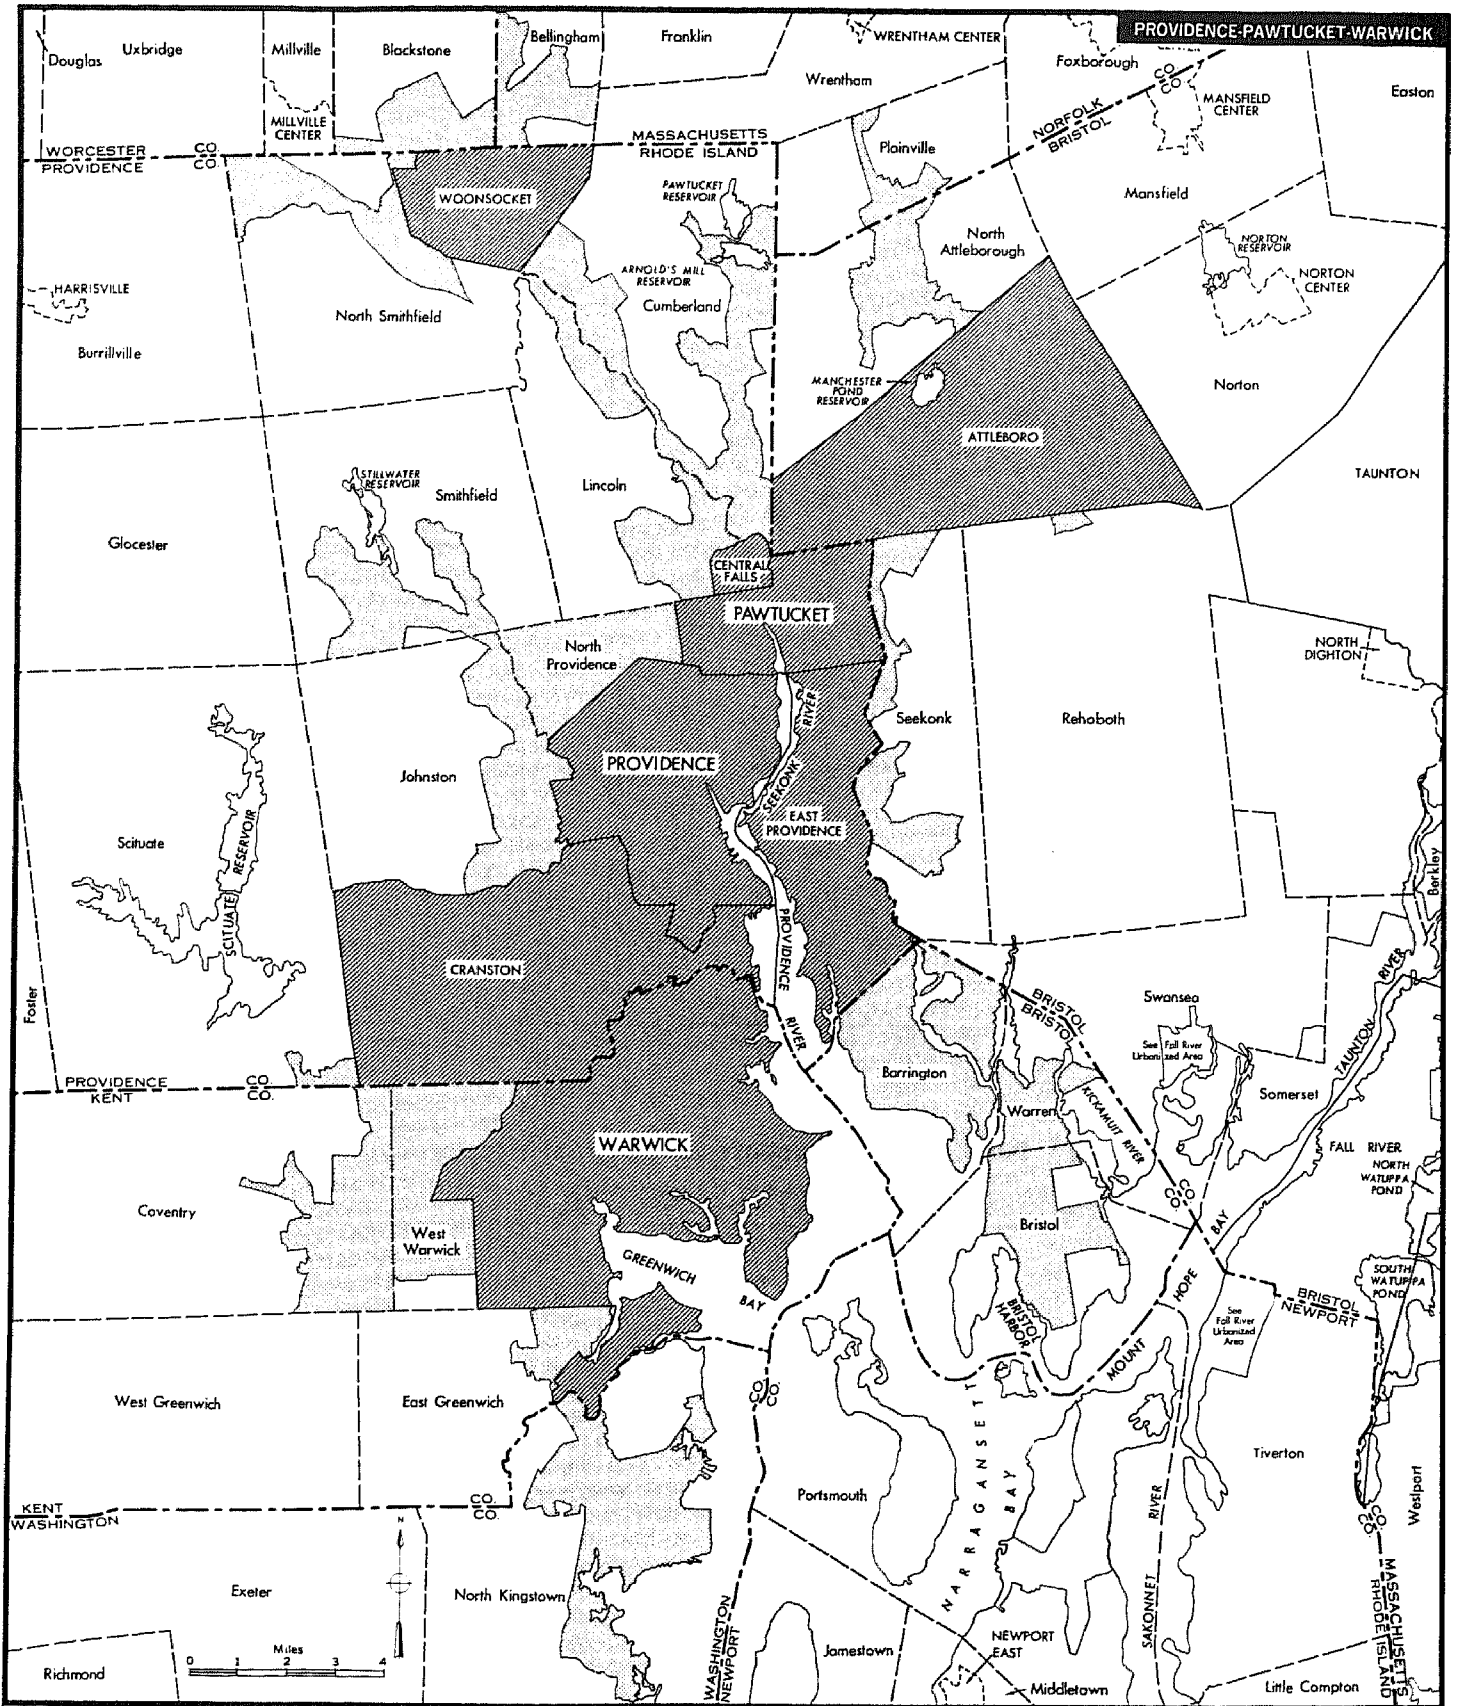 PROVIDENCE-PAWTUCKET-WARWICK
Douglas
Uxbridge
Millville
Blackstone
Bellingham
Franklin
WRENTHAM CENTER
Foxborough
Wrentham
Easton
MILLVILLE
CENTER
MANSFIELD
CENTER
CO.
CO.
NORFOLK
BRISTOL
WORCESTER
PROVIDENCE
CO.
CO.
MASSACHUSETTS
RHODE ISLAND
Plainville
Mansfield
WOONSOCKET
PAWTUCKET
RESERVOIR
North
Attleborough
NORTON
RESERVOIR
NORTON
CENTER
ARNOLD'S MILL
RESERVOIR
Cumberland
HARRISVILLE
North Smithfield
Burrillville
MANCHESTER
POND
RESERVOIR
Norton
ATTLEBORO
TAUNTON
STILLWATER
RESERVOIR
Smithfield
Lincoln
Glocester
CENTRAL
FALLS
PAWTUCKET
North
Providence
NORTH
DIGHTON
SEEKONK RIVER
Seekonk
Rehoboth
PROVIDENCE
Johnston
EAST
PROVIDENCE
Scituate
SCITUATE RESERVOIR
Berkley
PROVIDENCE RIVER
CRANSTON
Foster
BRISTOL
BRISTOL
Swansea
TAUNTON RIVER
See Fall River
Urbanized Area
Barrington
Somerset
PROVIDENCE
KENT
CO.
CO.
Warren
KICKAMUIT RIVER
WARWICK
FALL RIVER
NORTH
WATUPPA
POND
CO.
CO.
Coventry
West
Warwick
Bristol
GREENWICH BAY
SOUTH
WATUPPA
POND
MOUNT HOPE BAY
BRISTOL
HARBOR
See
Fall River
Urbanized
Area
BRISTOL
NEWPORT
CO.
CO.
West Greenwich
East Greenwich
Tiverton
NARRAGANSETT BAY
Portsmouth
SAKONNET RIVER
Westport
KENT
WASHINGTON
CO.
CO.
CO.
CO.
N
MASSACHUSETTS
RHODE ISLAND
Exeter
North Kingstown
WASHINGTON
NEWPORT
Jamestown
NEWPORT
EAST
Middletown
Little Compton
Richmond
Miles
0 1 2 3 4